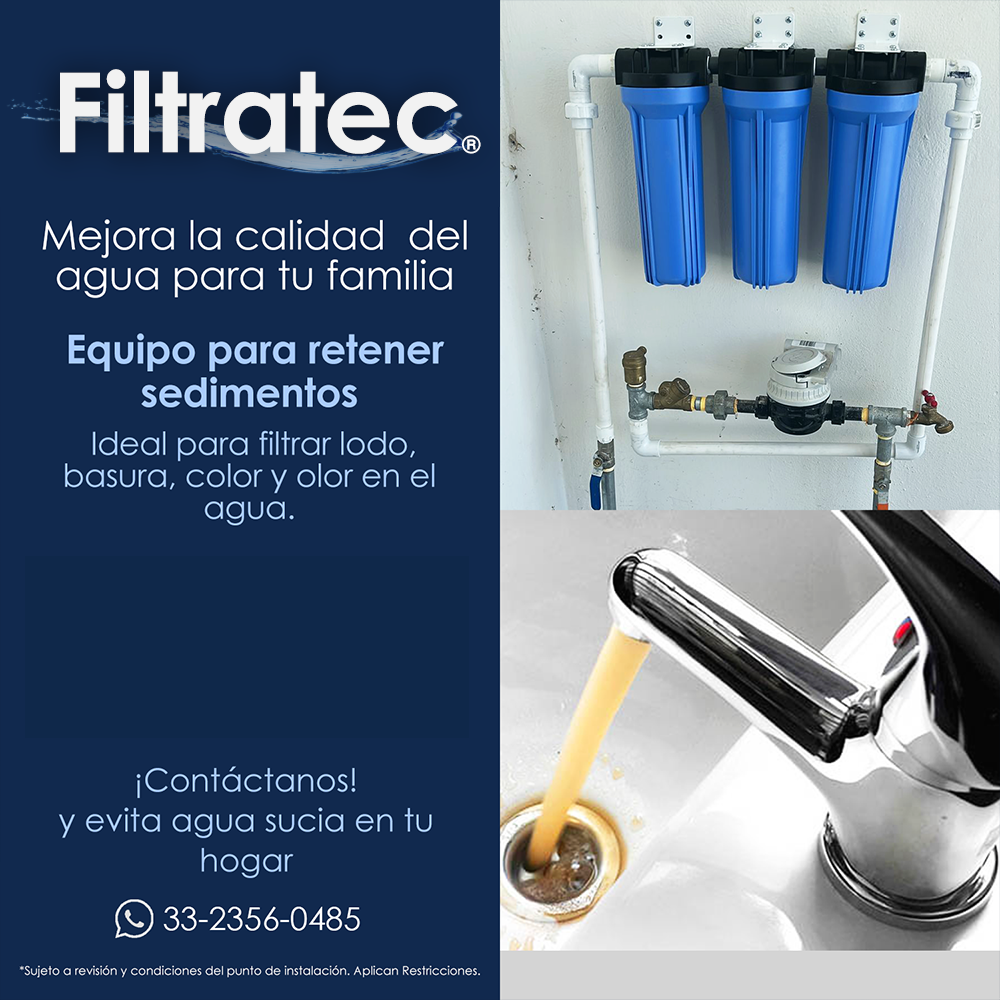 Filtratec®
Mejora la calidad del
agua para tu familia
Equipo para retener
sedimentos
Ideal para filtrar lodo,
basura, color y olor en el
agua.
¡Contáctanos!
y evita agua sucia en tu
hogar
33-2356-0485
*Sujeto a revisión y condiciones del punto de instalación. Aplican Restricciones.